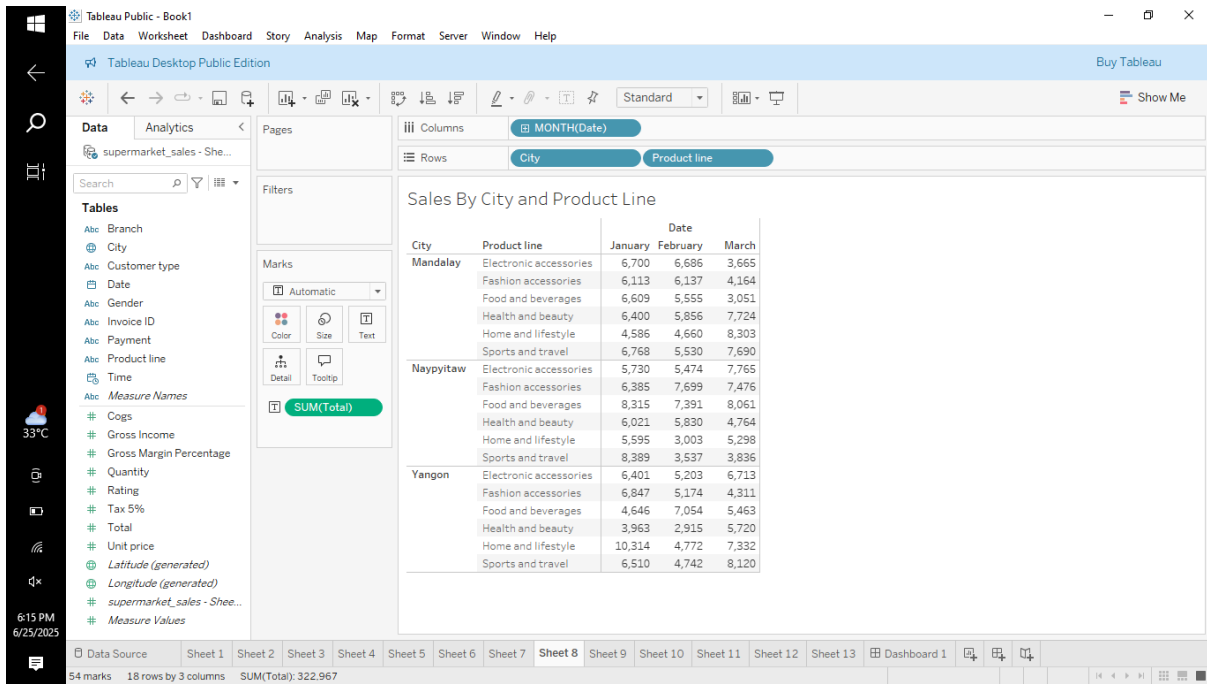 Tableau Public - Book1
File Data Worksheet Dashboard Story Analysis Map Format Server Window Help
Tableau Desktop Public Edition
Buy Tableau
Standard
Show Me
Data Analytics
supermarket_sales - She...
Search
Tables
Abc Branch
City
Abc Customer type
Date
Abc Gender
Abc Invoice ID
Abc Payment
Abc Product line
Time
Abc Measure Names
# Cogs
# Gross Income
# Gross Margin Percentage
# Quantity
# Rating
# Tax 5%
# Total
# Unit price
Latitude (generated)
Longitude (generated)
# supermarket_sales - Shee...
# Measure Values
Pages
Filters
Marks
T Automatic
T
Color Size Text
Detail Tooltip
T SUM(Total)
Columns MONTH(Date)
Rows City Product line
Sales By City and Product Line
Date
City Product line January February March
Mandalay Electronic accessories 6,700 6,686 3,665
Fashion accessories 6,113 6,137 4,164
Food and beverages 6,609 5,555 3,051
Health and beauty 6,400 5,856 7,724
Home and lifestyle 4,586 4,660 8,303
Sports and travel 6,768 5,530 7,690
Naypyitaw Electronic accessories 5,730 5,474 7,765
Fashion accessories 6,385 7,699 7,476
Food and beverages 8,315 7,391 8,061
Health and beauty 6,021 5,830 4,764
Home and lifestyle 5,595 3,003 5,298
Sports and travel 8,389 3,537 3,836
Yangon Electronic accessories 6,401 5,203 6,713
Fashion accessories 6,847 5,174 4,311
Food and beverages 4,646 7,054 5,463
Health and beauty 3,963 2,915 5,720
Home and lifestyle 10,314 4,772 7,332
Sports and travel 6,510 4,742 8,120
Data Source Sheet 1 Sheet 2 Sheet 3 Sheet 4 Sheet 5 Sheet 6 Sheet 7 Sheet 8 Sheet 9 Sheet 10 Sheet 11 Sheet 12 Sheet 13 Dashboard 1
54 marks 18 rows by 3 columns SUM(Total): 322,967
1
33°C
6:15 PM
6/25/2025